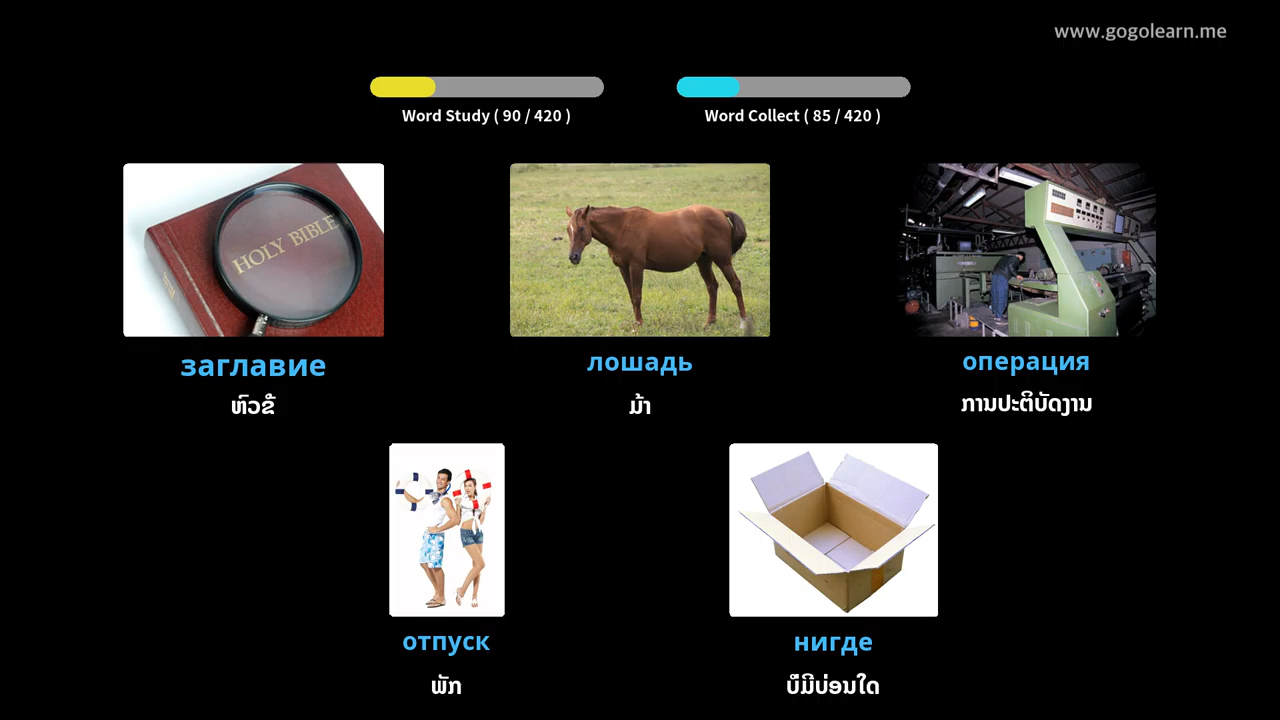 www.gogolearn.me
Word Study ( 90 / 420 )
Word Collect ( 85 / 420 )
HOLY BIBLE
заглавие
ຫົວຂໍ້
лошадь
ມ້າ
операция
ການປະຕິບັດງານ
отпуск
ພັກ
нигде
ບໍ່ມີບ່ອນໃດ